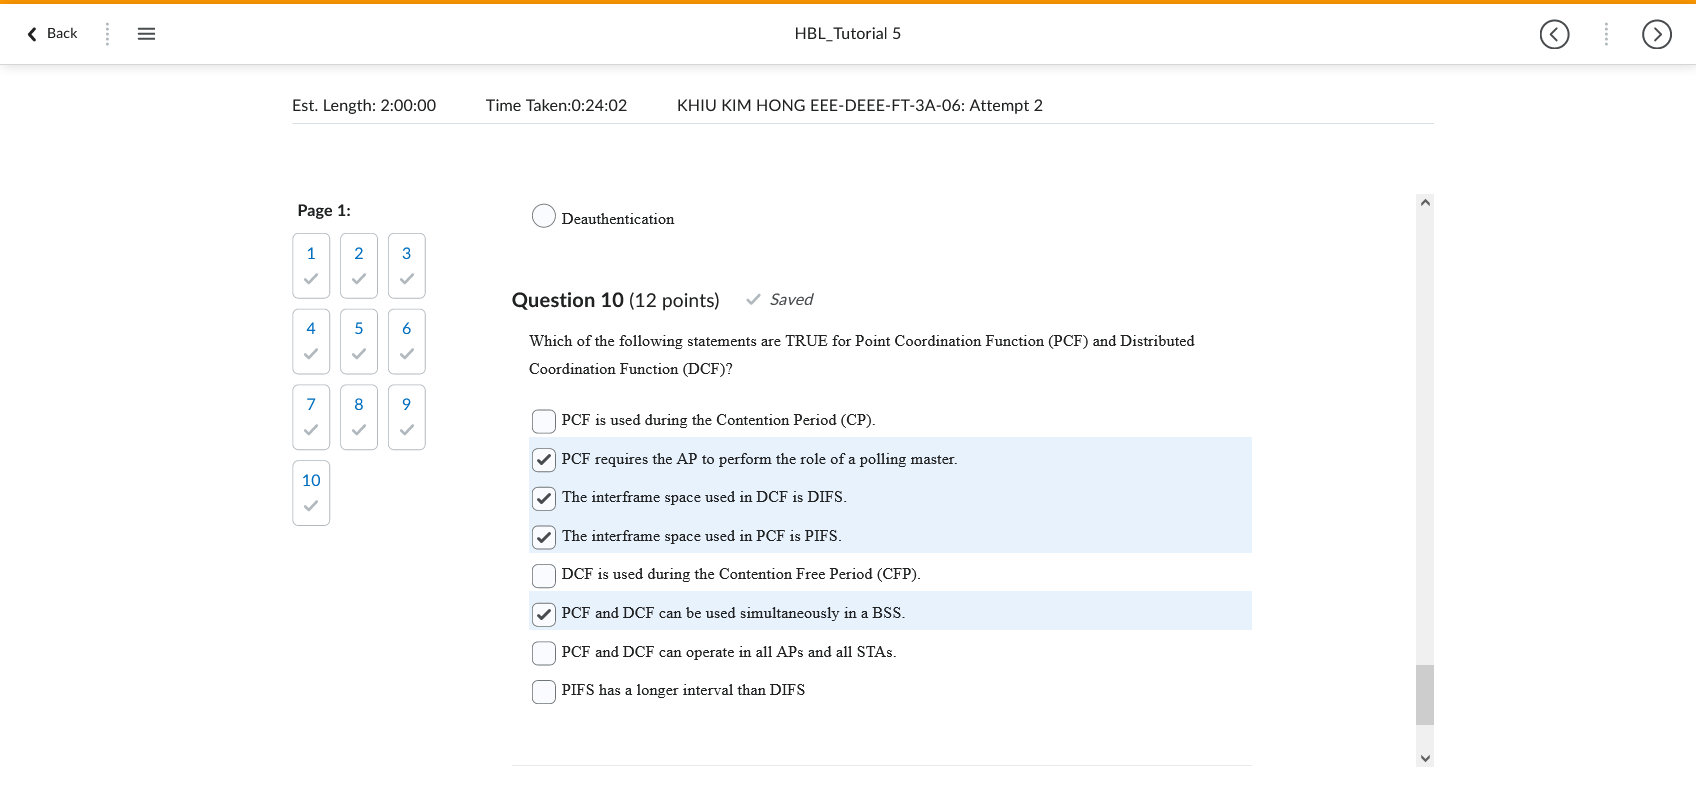 Back
HBL_Tutorial 5
Est. Length: 2:00:00 Time Taken:0:24:02 KHIU KIM HONG EEE-DEEE-FT-3A-06: Attempt 2
Page 1:
1 2 3
4 5 6
7 8 9
10
Deauthentication
Question 10 (12 points) Saved
Which of the following statements are TRUE for Point Coordination Function (PCF) and Distributed
Coordination Function (DCF)?
PCF is used during the Contention Period (CP).
PCF requires the AP to perform the role of a polling master.
The interframe space used in DCF is DIFS.
The interframe space used in PCF is PIFS.
DCF is used during the Contention Free Period (CFP).
PCF and DCF can be used simultaneously in a BSS.
PCF and DCF can operate in all APs and all STAs.
PIFS has a longer interval than DIFS